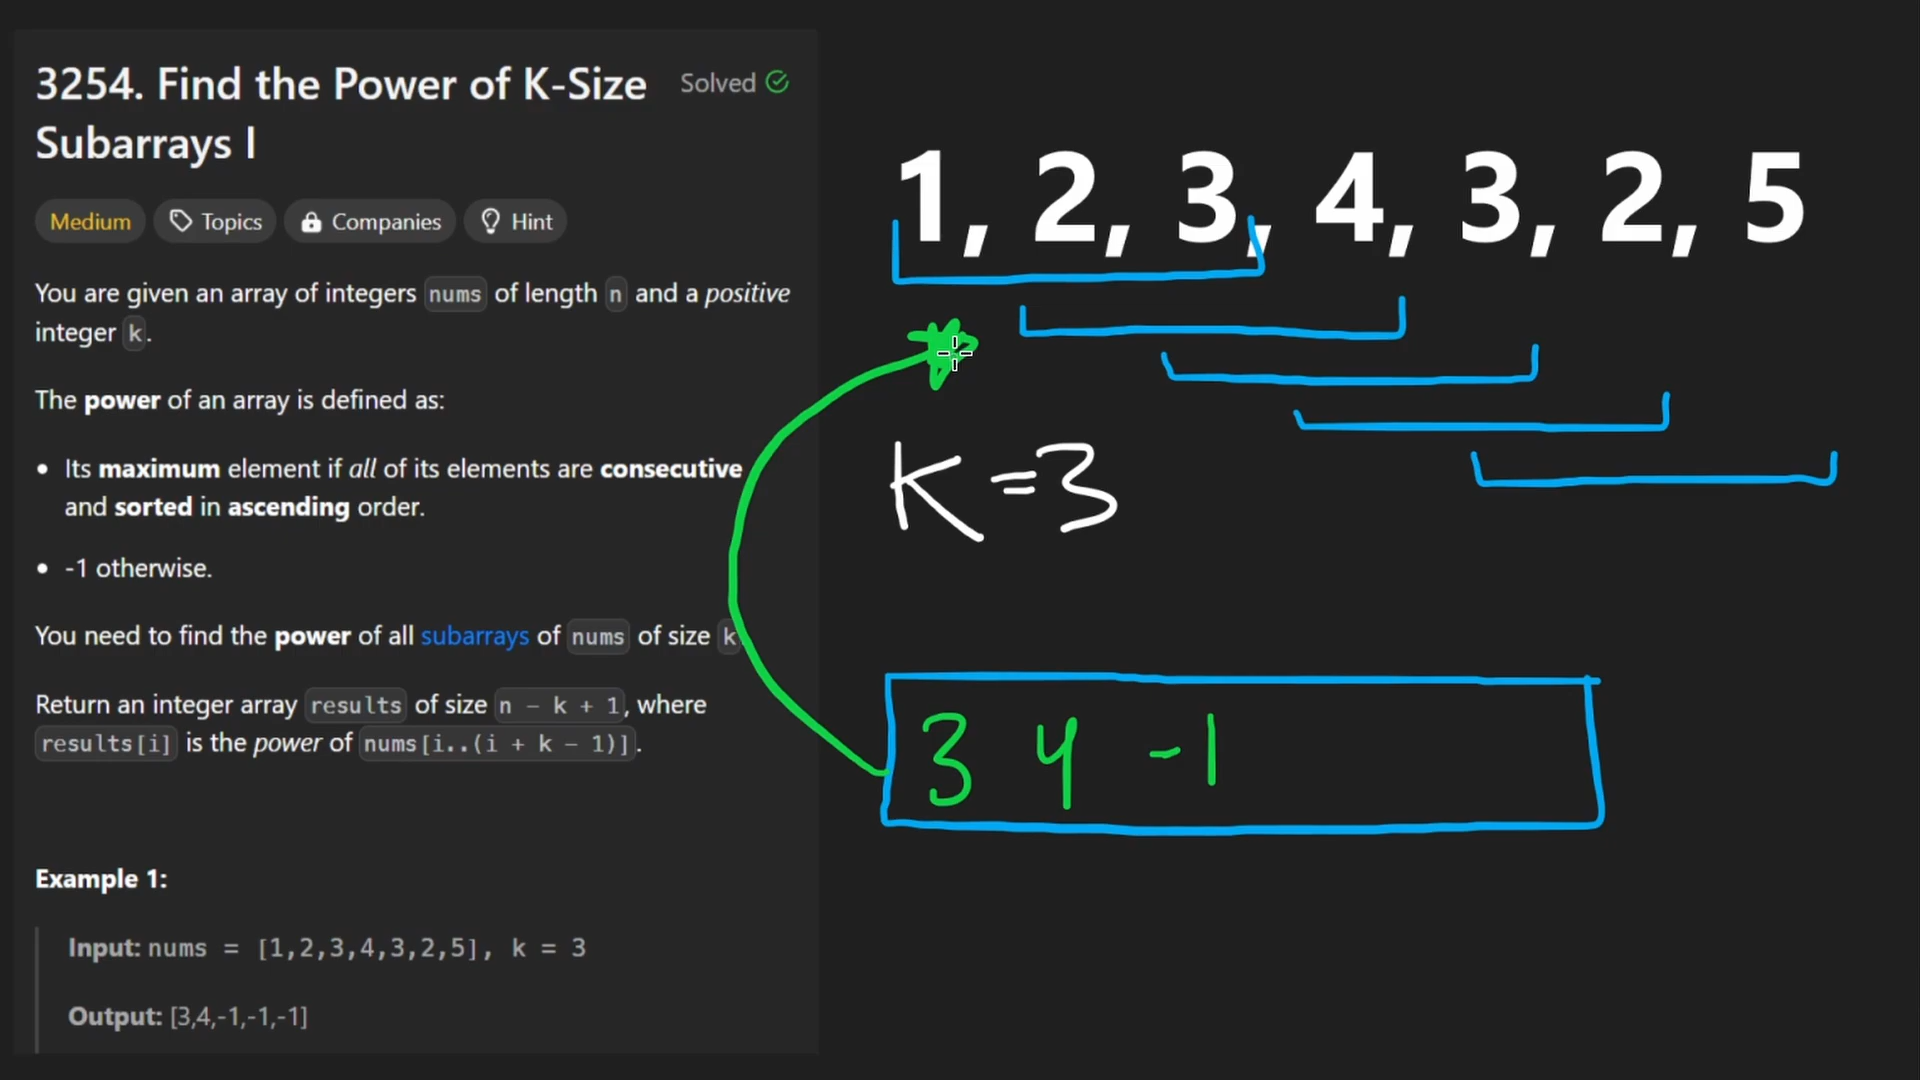 3254. Find the Power of K-Size
Subarrays I
Solved
Medium
Topics
Companies
Hint
You are given an array of integers nums of length n and a positive
integer k.
The power of an array is defined as:
• Its maximum element if all of its elements are consecutive
and sorted in ascending order.
• -1 otherwise.
You need to find the power of all subarrays of nums of size k
Return an integer array results of size n - k + 1, where
results[i] is the power of nums[i..(i + k - 1)].
Example 1:
Input: nums = [1,2,3,4,3,2,5], k = 3
Output: [3,4,-1,-1,-1]
1, 2, 3, 4, 3, 2, 5
K=3
3 4 -1